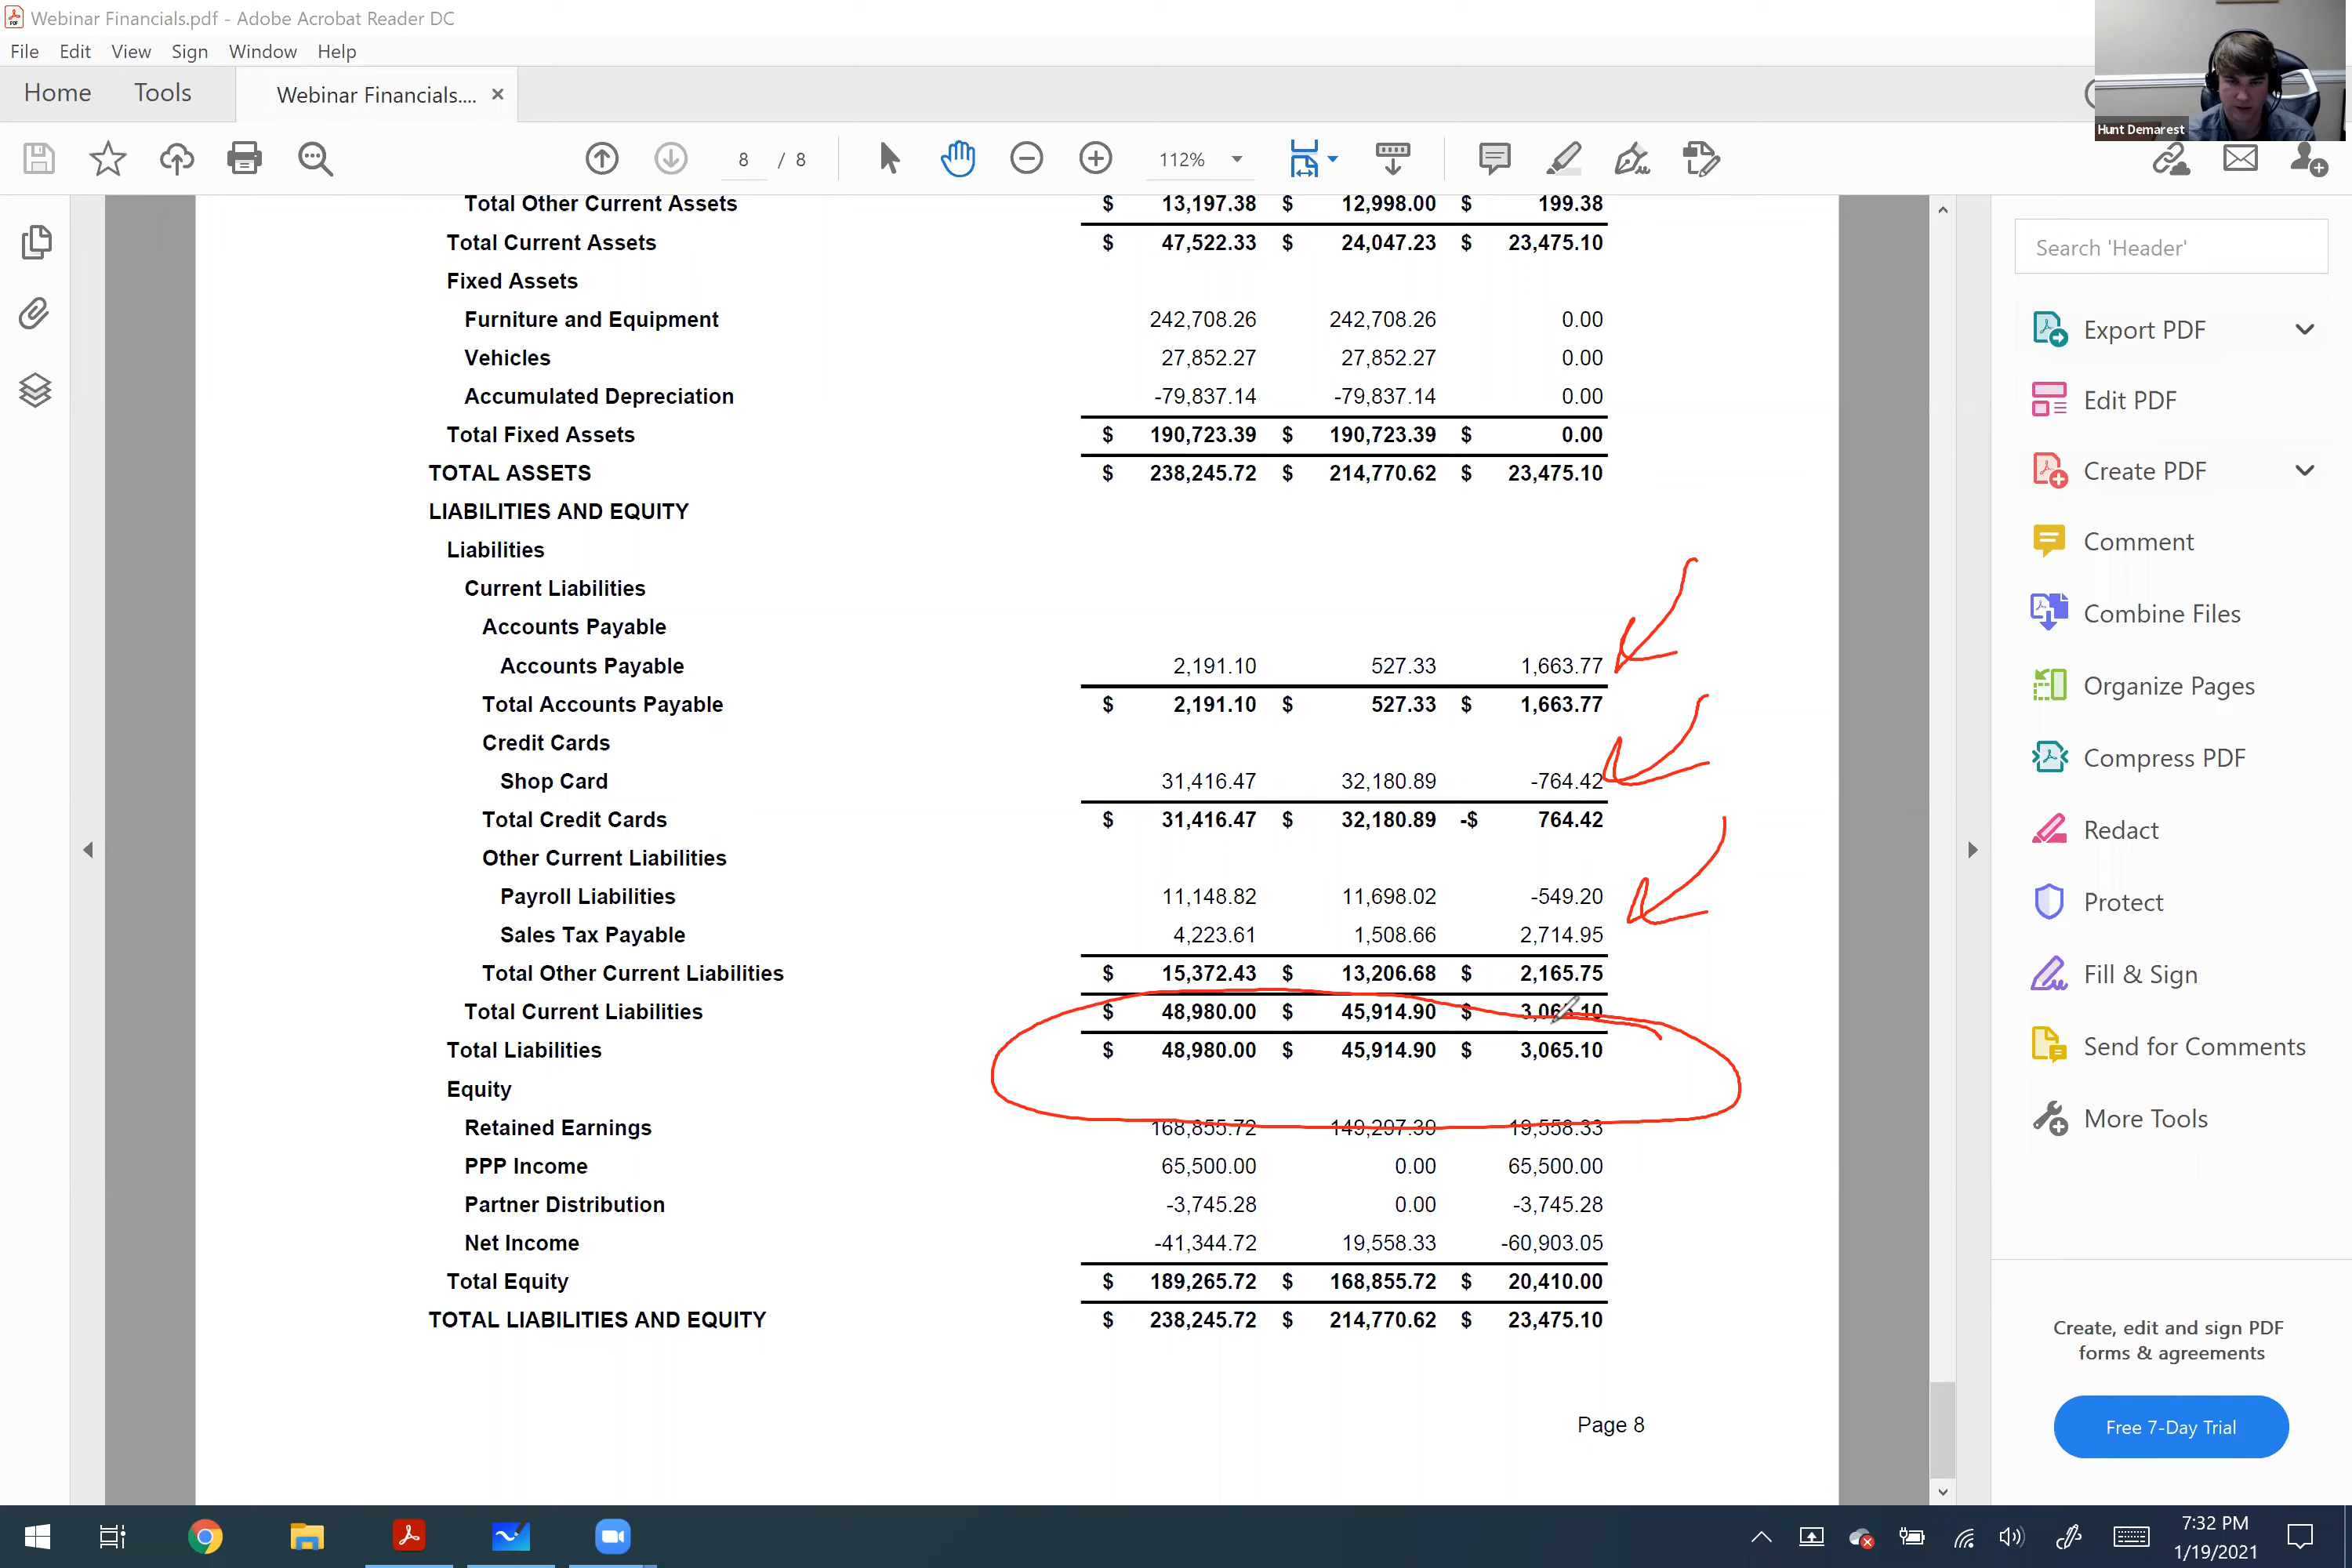 Webinar Financials.pdf - Adobe Acrobat Reader DC
File Edit View Sign Window Help
Home Tools Webinar Financials.... ×
Hunt Demarest
8 / 8 112%
Total Other Current Assets $ 13,197.38 $ 12,998.00 $ 199.38
Total Current Assets $ 47,522.33 $ 24,047.23 $ 23,475.10
Fixed Assets
Furniture and Equipment 242,708.26 242,708.26 0.00
Vehicles 27,852.27 27,852.27 0.00
Accumulated Depreciation -79,837.14 -79,837.14 0.00
Total Fixed Assets $ 190,723.39 $ 190,723.39 $ 0.00
TOTAL ASSETS $ 238,245.72 $ 214,770.62 $ 23,475.10
LIABILITIES AND EQUITY
Liabilities
Current Liabilities
Accounts Payable
Accounts Payable 2,191.10 527.33 1,663.77
Total Accounts Payable $ 2,191.10 $ 527.33 $ 1,663.77
Credit Cards
Shop Card 31,416.47 32,180.89 -764.42
Total Credit Cards $ 31,416.47 $ 32,180.89 -$ 764.42
Other Current Liabilities
Payroll Liabilities 11,148.82 11,698.02 -549.20
Sales Tax Payable 4,223.61 1,508.66 2,714.95
Total Other Current Liabilities $ 15,372.43 $ 13,206.68 $ 2,165.75
Total Current Liabilities $ 48,980.00 $ 45,914.90 $ 3,065.10
Total Liabilities $ 48,980.00 $ 45,914.90 $ 3,065.10
Equity
Retained Earnings 168,855.72 149,297.39 19,558.33
PPP Income 65,500.00 0.00 65,500.00
Partner Distribution -3,745.28 0.00 -3,745.28
Net Income -41,344.72 19,558.33 -60,903.05
Total Equity $ 189,265.72 $ 168,855.72 $ 20,410.00
TOTAL LIABILITIES AND EQUITY $ 238,245.72 $ 214,770.62 $ 23,475.10
Page 8
Search 'Header'
Export PDF
Edit PDF
Create PDF
Comment
Combine Files
Organize Pages
Compress PDF
Redact
Protect
Fill & Sign
Send for Comments
More Tools
Create, edit and sign PDF
forms & agreements
Free 7-Day Trial
7:32 PM
1/19/2021